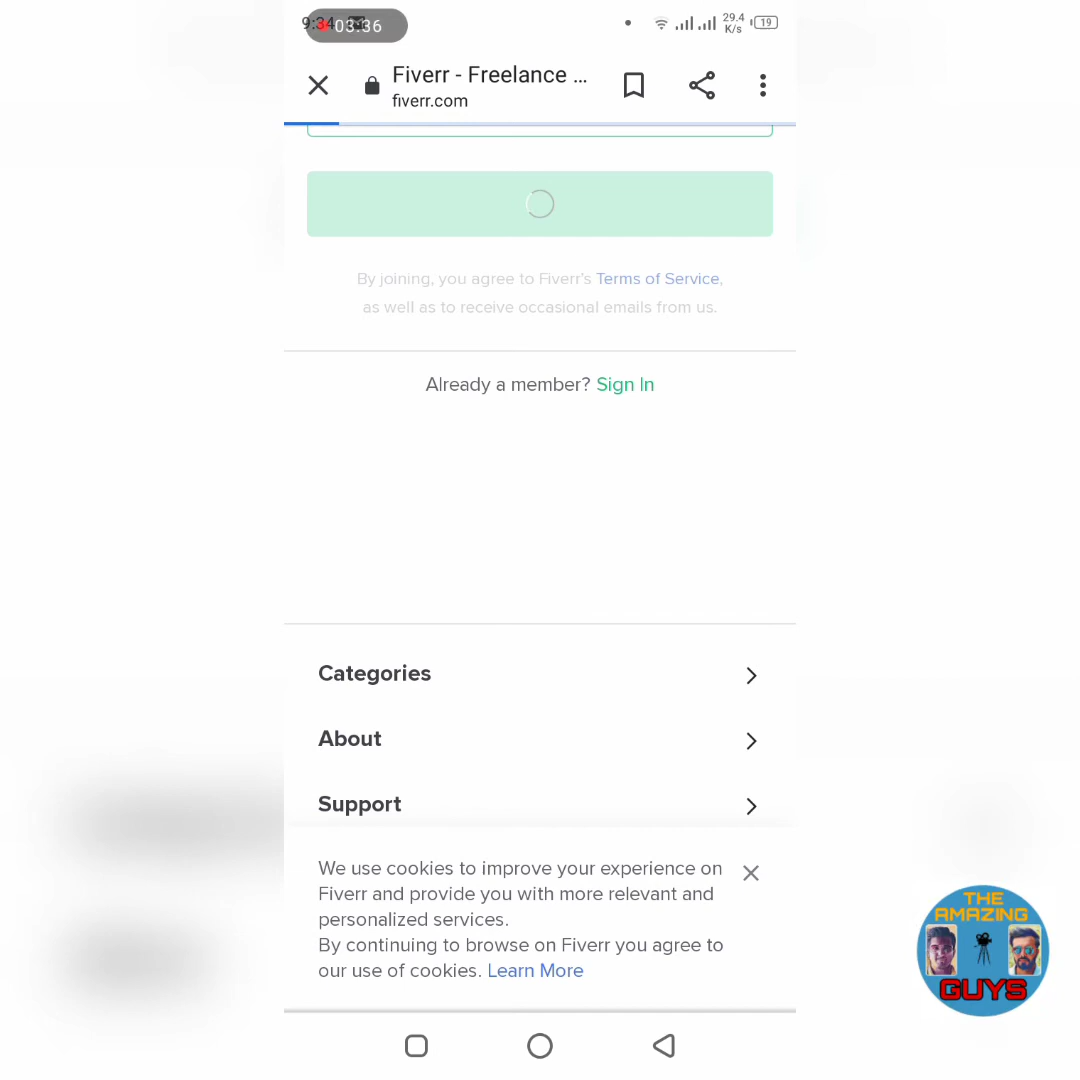 9:34
03:36
29.4
K/s
19
Fiverr - Freelance ...
fiverr.com
By joining, you agree to Fiverr's Terms of Service,
as well as to receive occasional emails from us.
Already a member? Sign In
Categories
About
Support
We use cookies to improve your experience on
Fiverr and provide you with more relevant and
personalized services.
By continuing to browse on Fiverr you agree to
our use of cookies. Learn More
THE
AMAZING
GUYS